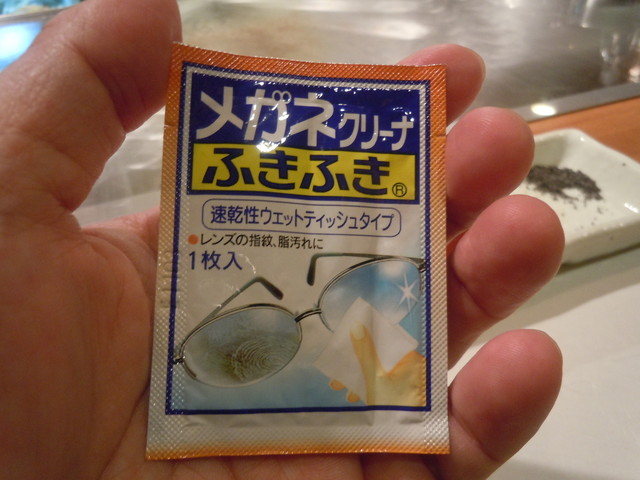 メガネクリーナ
ふきふき®
速乾性ウェットティッシュタイプ
●レンズの指紋、脂汚れに
1枚入